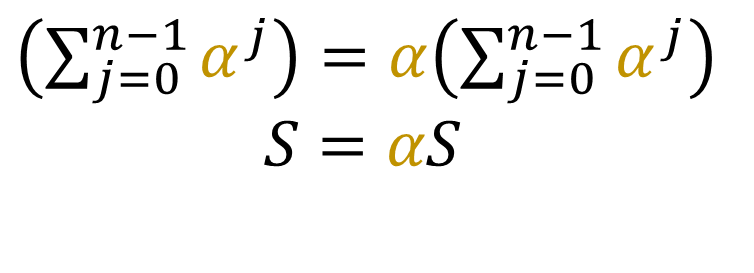 (∑_{j=0}^{n−1} α^j) = α(∑_{j=0}^{n−1} α^j)
S = αS